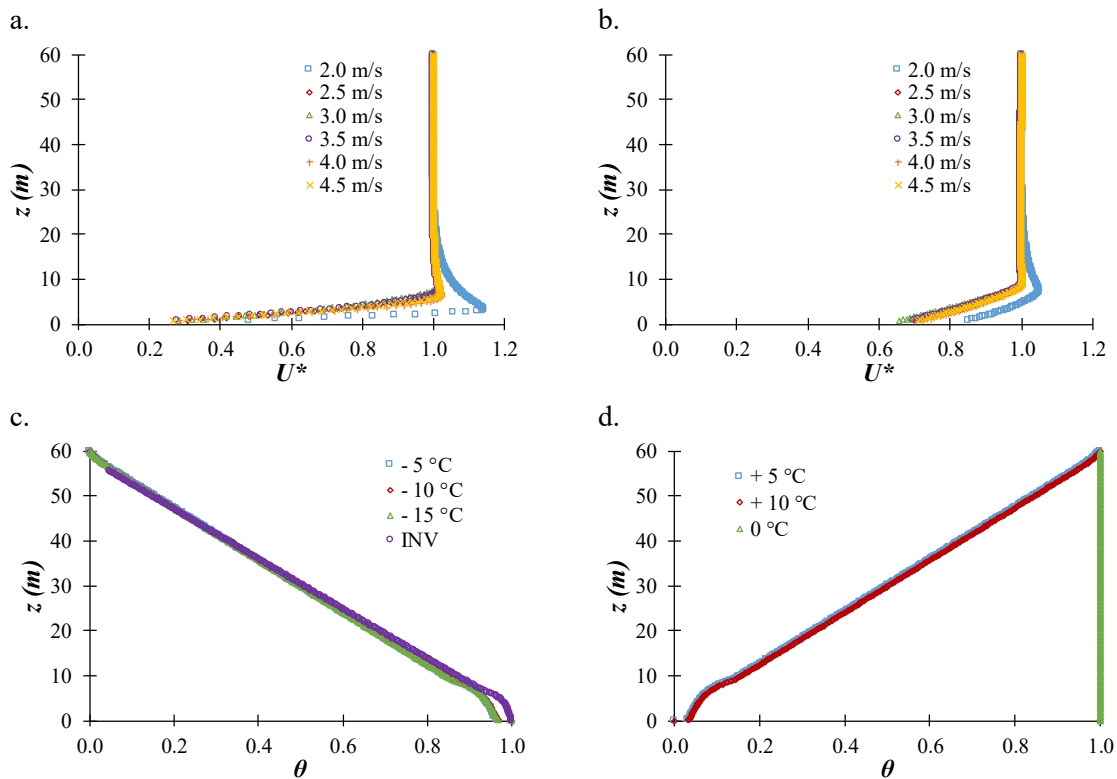 a.
60
50
40
30
20
10
0
z (m)
0.0 0.2 0.4 0.6 0.8 1.0 1.2
U*
2.0 m/s
2.5 m/s
3.0 m/s
3.5 m/s
4.0 m/s
4.5 m/s
b.
60
50
40
30
20
10
0
z (m)
0.0 0.2 0.4 0.6 0.8 1.0 1.2
U*
2.0 m/s
2.5 m/s
3.0 m/s
3.5 m/s
4.0 m/s
4.5 m/s
c.
60
50
40
30
20
10
0
z (m)
0.0 0.2 0.4 0.6 0.8 1.0
θ
- 5 °C
- 10 °C
- 15 °C
INV
d.
60
50
40
30
20
10
0
z (m)
0.0 0.2 0.4 0.6 0.8 1.0
θ
+ 5 °C
+ 10 °C
0 °C